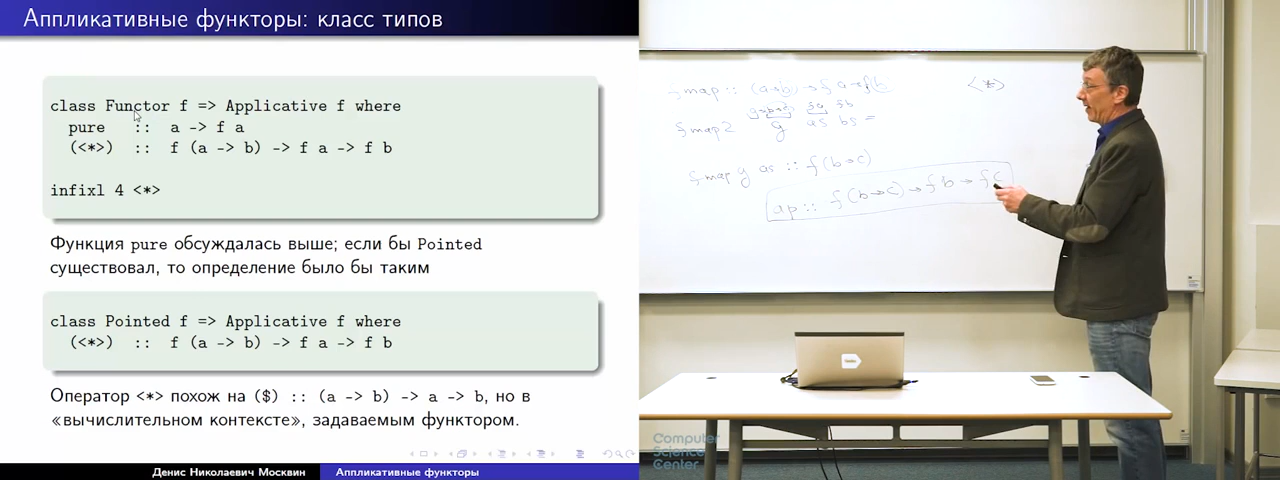 Аппликативные функторы: класс типов
class Functor f => Applicative f where
pure :: a -> f a
(<*>) :: f (a -> b) -> f a -> f b
infixl 4 <*>
Функция pure обсуждалась выше; если бы Pointed
существовал, то определение было бы таким
class Pointed f => Applicative f where
(<*>) :: f (a -> b) -> f a -> f b
Оператор <*> похож на ($) :: (a -> b) -> a -> b, но в
«вычислительном контексте», задаваемым функтором.
Денис Николаевич Москвин
Аппликативные функторы
fmap :: (a→b) → f a → f b
<*>
fmap2 g as bs =
fmap g as :: f(b→c)
ap :: f(b→c) → f b → f c
Computer
Science
Center